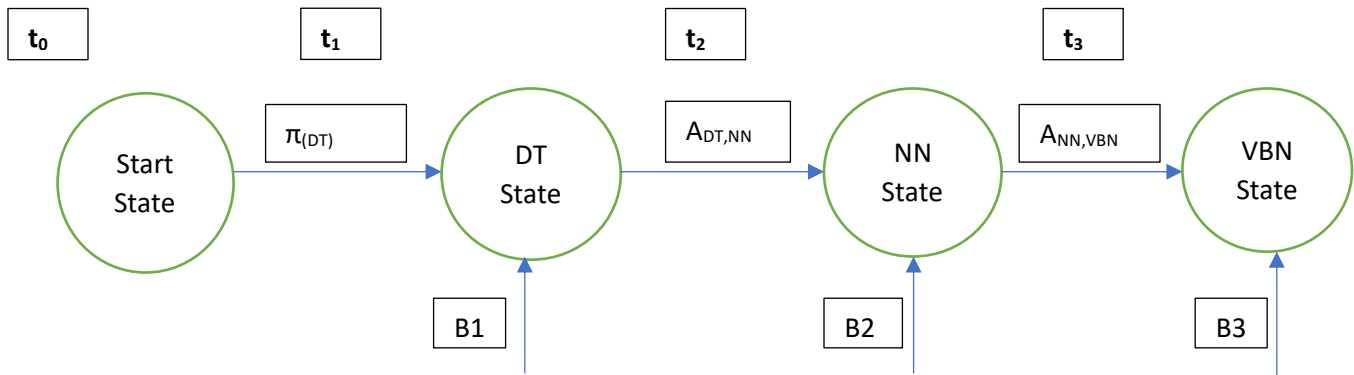 t0
t1
t2
t3
π(DT)
ADT,NN
ANN,VBN
Start
State
DT
State
NN
State
VBN
State
B1
B2
B3